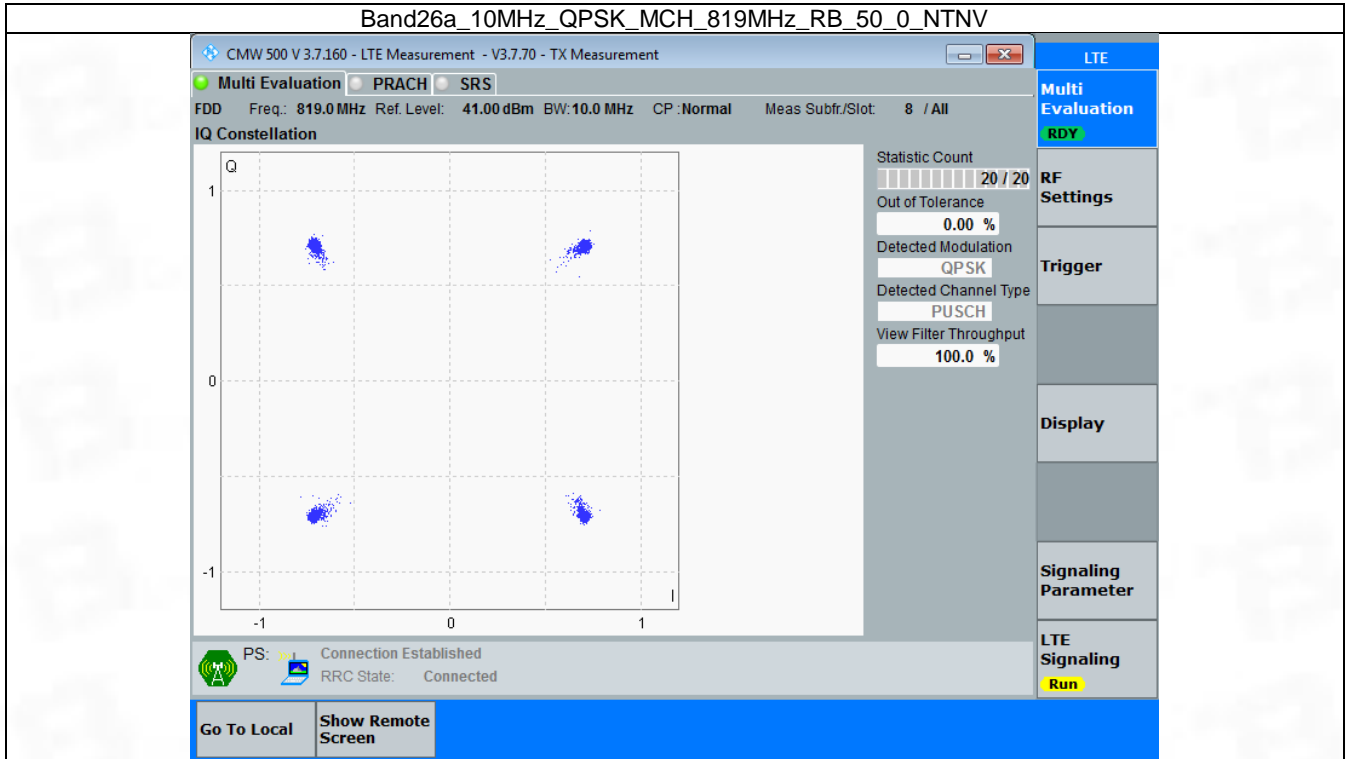 Band26a_10MHz_QPSK_MCH_819MHz_RB_50_0_NTNV
CMW 500 V 3.7.160 - LTE Measurement - V3.7.70 - TX Measurement
LTE
Multi Evaluation PRACH SRS
FDD Freq.: 819.0 MHz Ref. Level: 41.00 dBm BW: 10.0 MHz CP : Normal Meas Subfr./Slot: 8 / All
IQ Constellation
Multi
Evaluation
RDY
Q
1
0
-1
-1 0 1
I
Statistic Count
20 / 20
Out of Tolerance
0.00 %
Detected Modulation
QPSK
Detected Channel Type
PUSCH
View Filter Throughput
100.0 %
RF
Settings
Trigger
Display
Signaling
Parameter
LTE
Signaling
Run
PS: Connection Established
RRC State: Connected
Go To Local
Show Remote
Screen